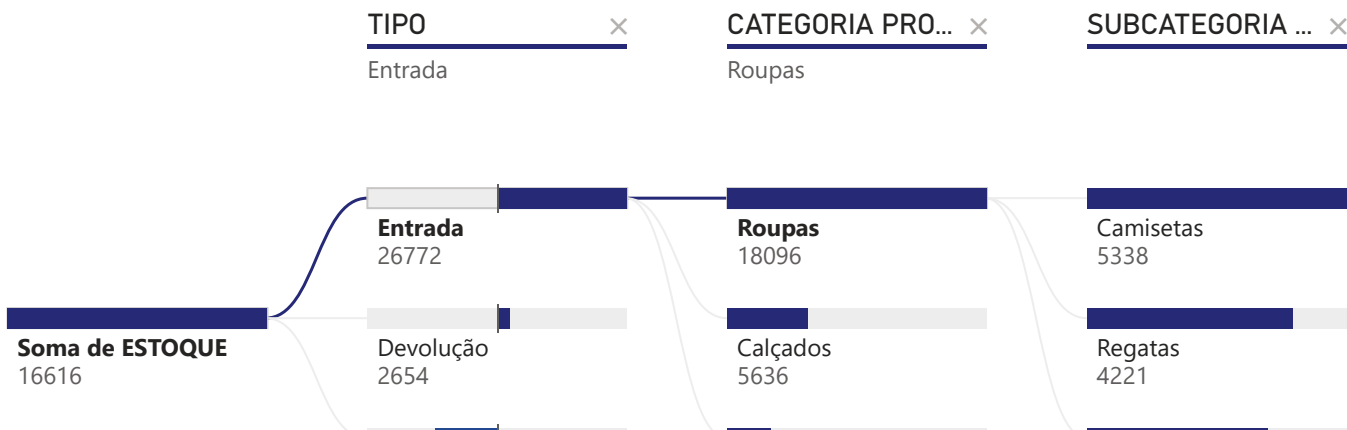 TIPO
CATEGORIA PRO...
SUBCATEGORIA ...
Entrada
Roupas
Entrada
26772
Roupas
18096
Camisetas
5338
Soma de ESTOQUE
16616
Devolução
2654
Calçados
5636
Regatas
4221